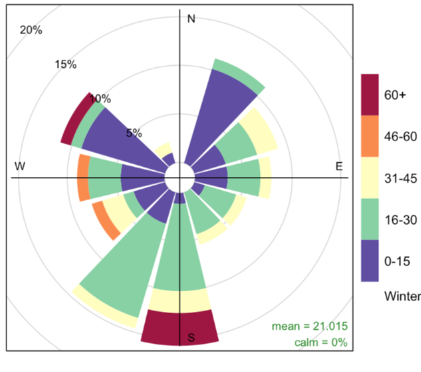 N
20%
15%
10%
5%
W
E
S
mean = 21.015
calm = 0%
60+
46-60
31-45
16-30
0-15
Winter